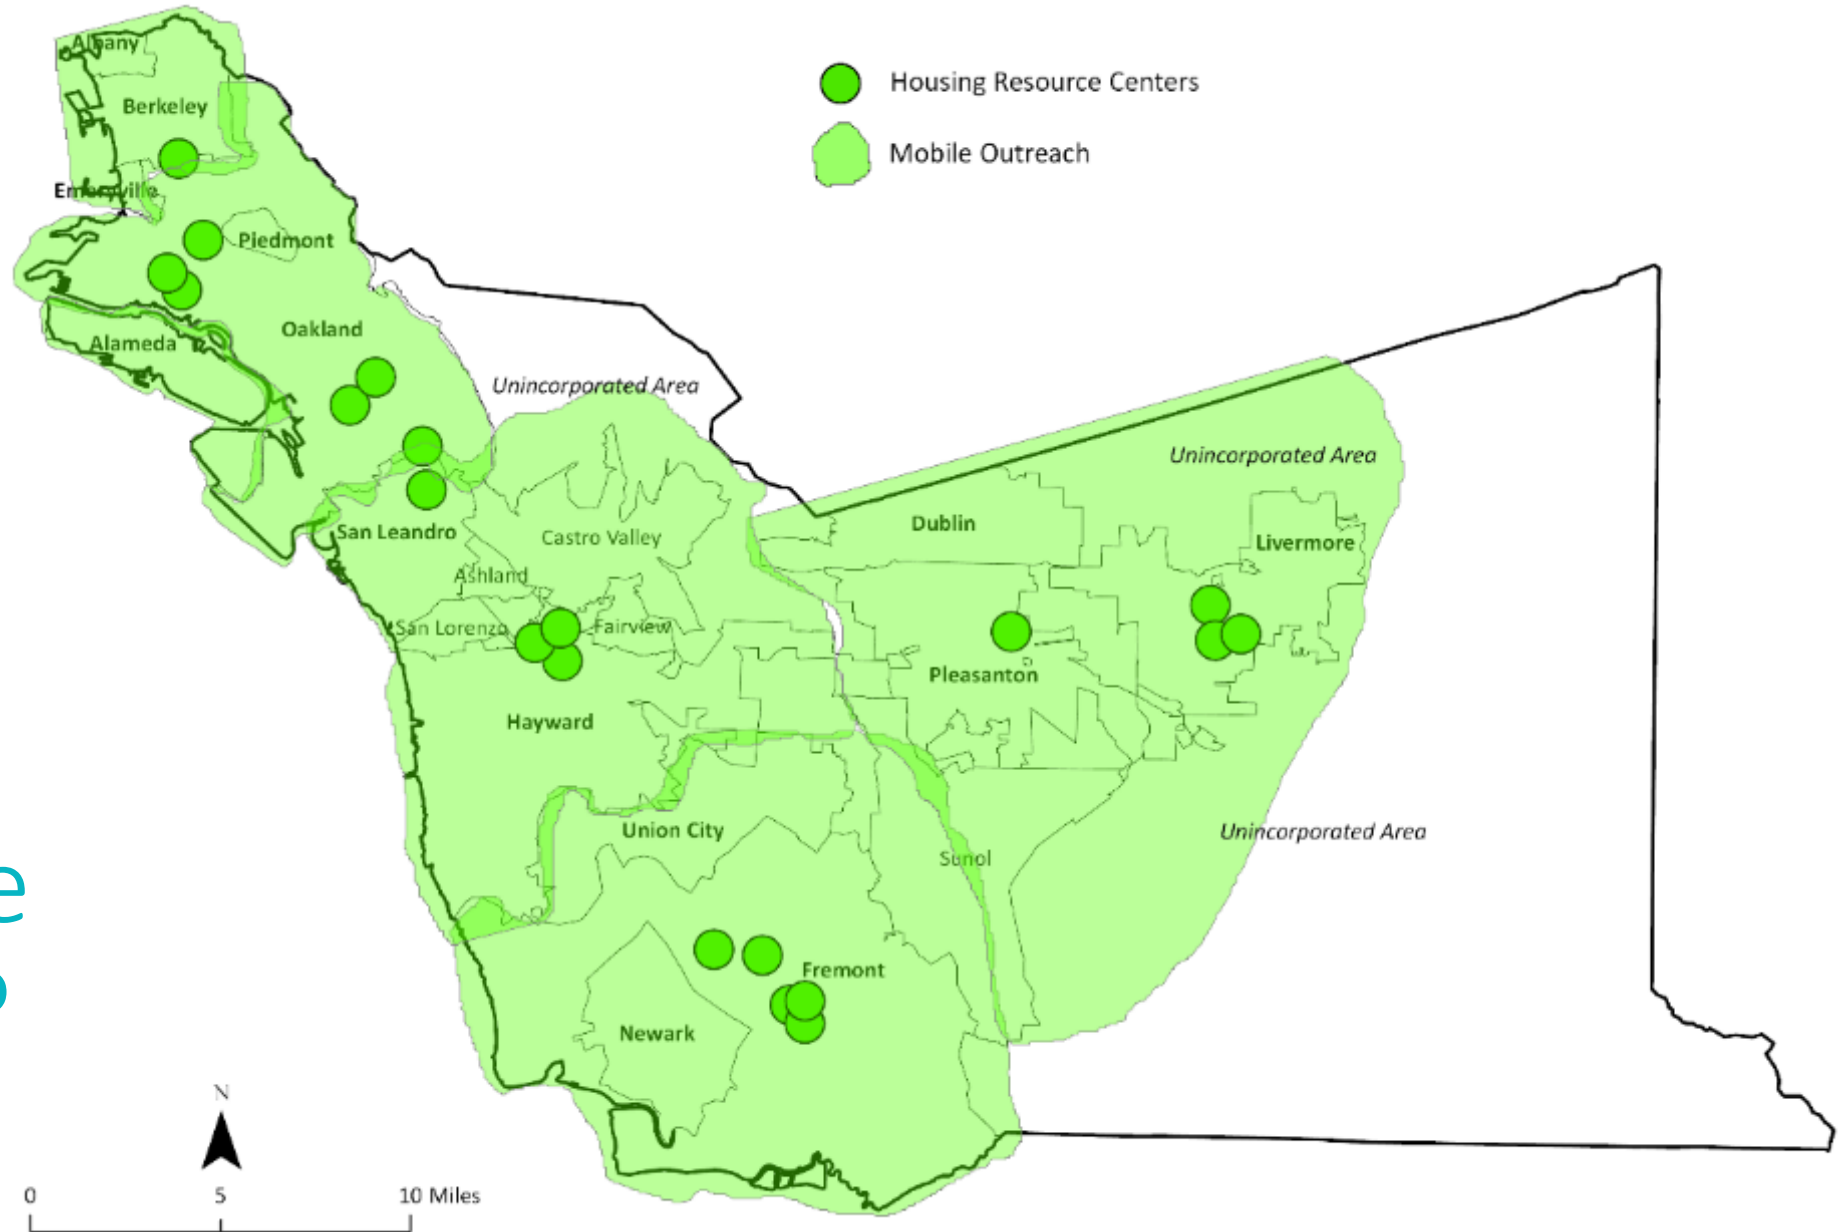 Albany
Housing Resource Centers
Berkeley
Mobile Outreach
Emeryville
Piedmont
Oakland
Alameda
Unincorporated Area
Unincorporated Area
Dublin
San Leandro
Castro Valley
Livermore
Ashland
San Lorenzo
Fairview
Pleasanton
Hayward
Union City
Unincorporated Area
Sunol
e
Fremont
Newark
N
0 5 10 Miles